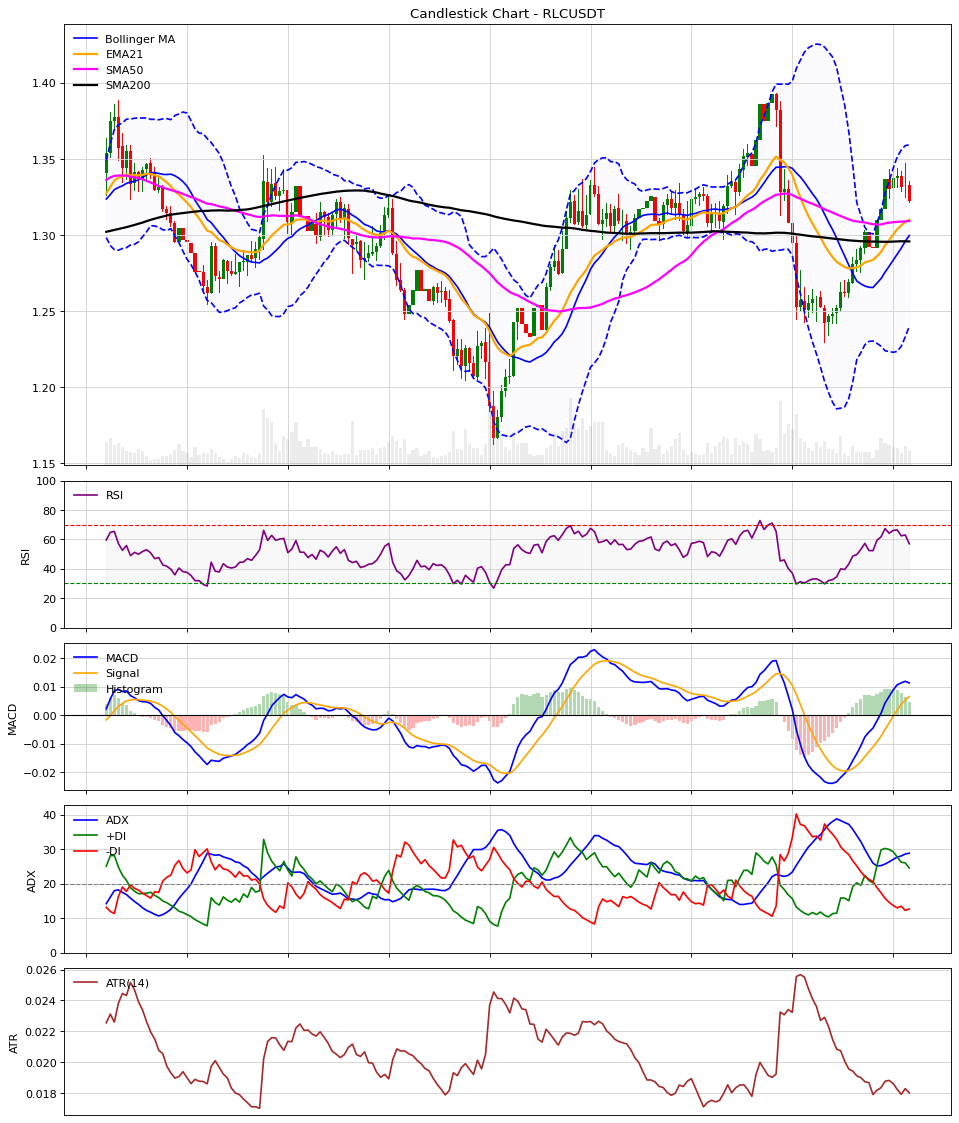 Candlestick Chart - RLCUSDT
Bollinger MA
EMA21
SMA50
SMA200
1.40
1.35
1.30
1.25
1.20
1.15
RSI
100
80
60
40
20
0
RSI
MACD
Signal
Histogram
0.02
0.01
0.00
−0.01
−0.02
MACD
ADX
+DI
-DI
40
30
20
10
0
ADX
ATR(14)
0.026
0.024
0.022
0.020
0.018
ATR